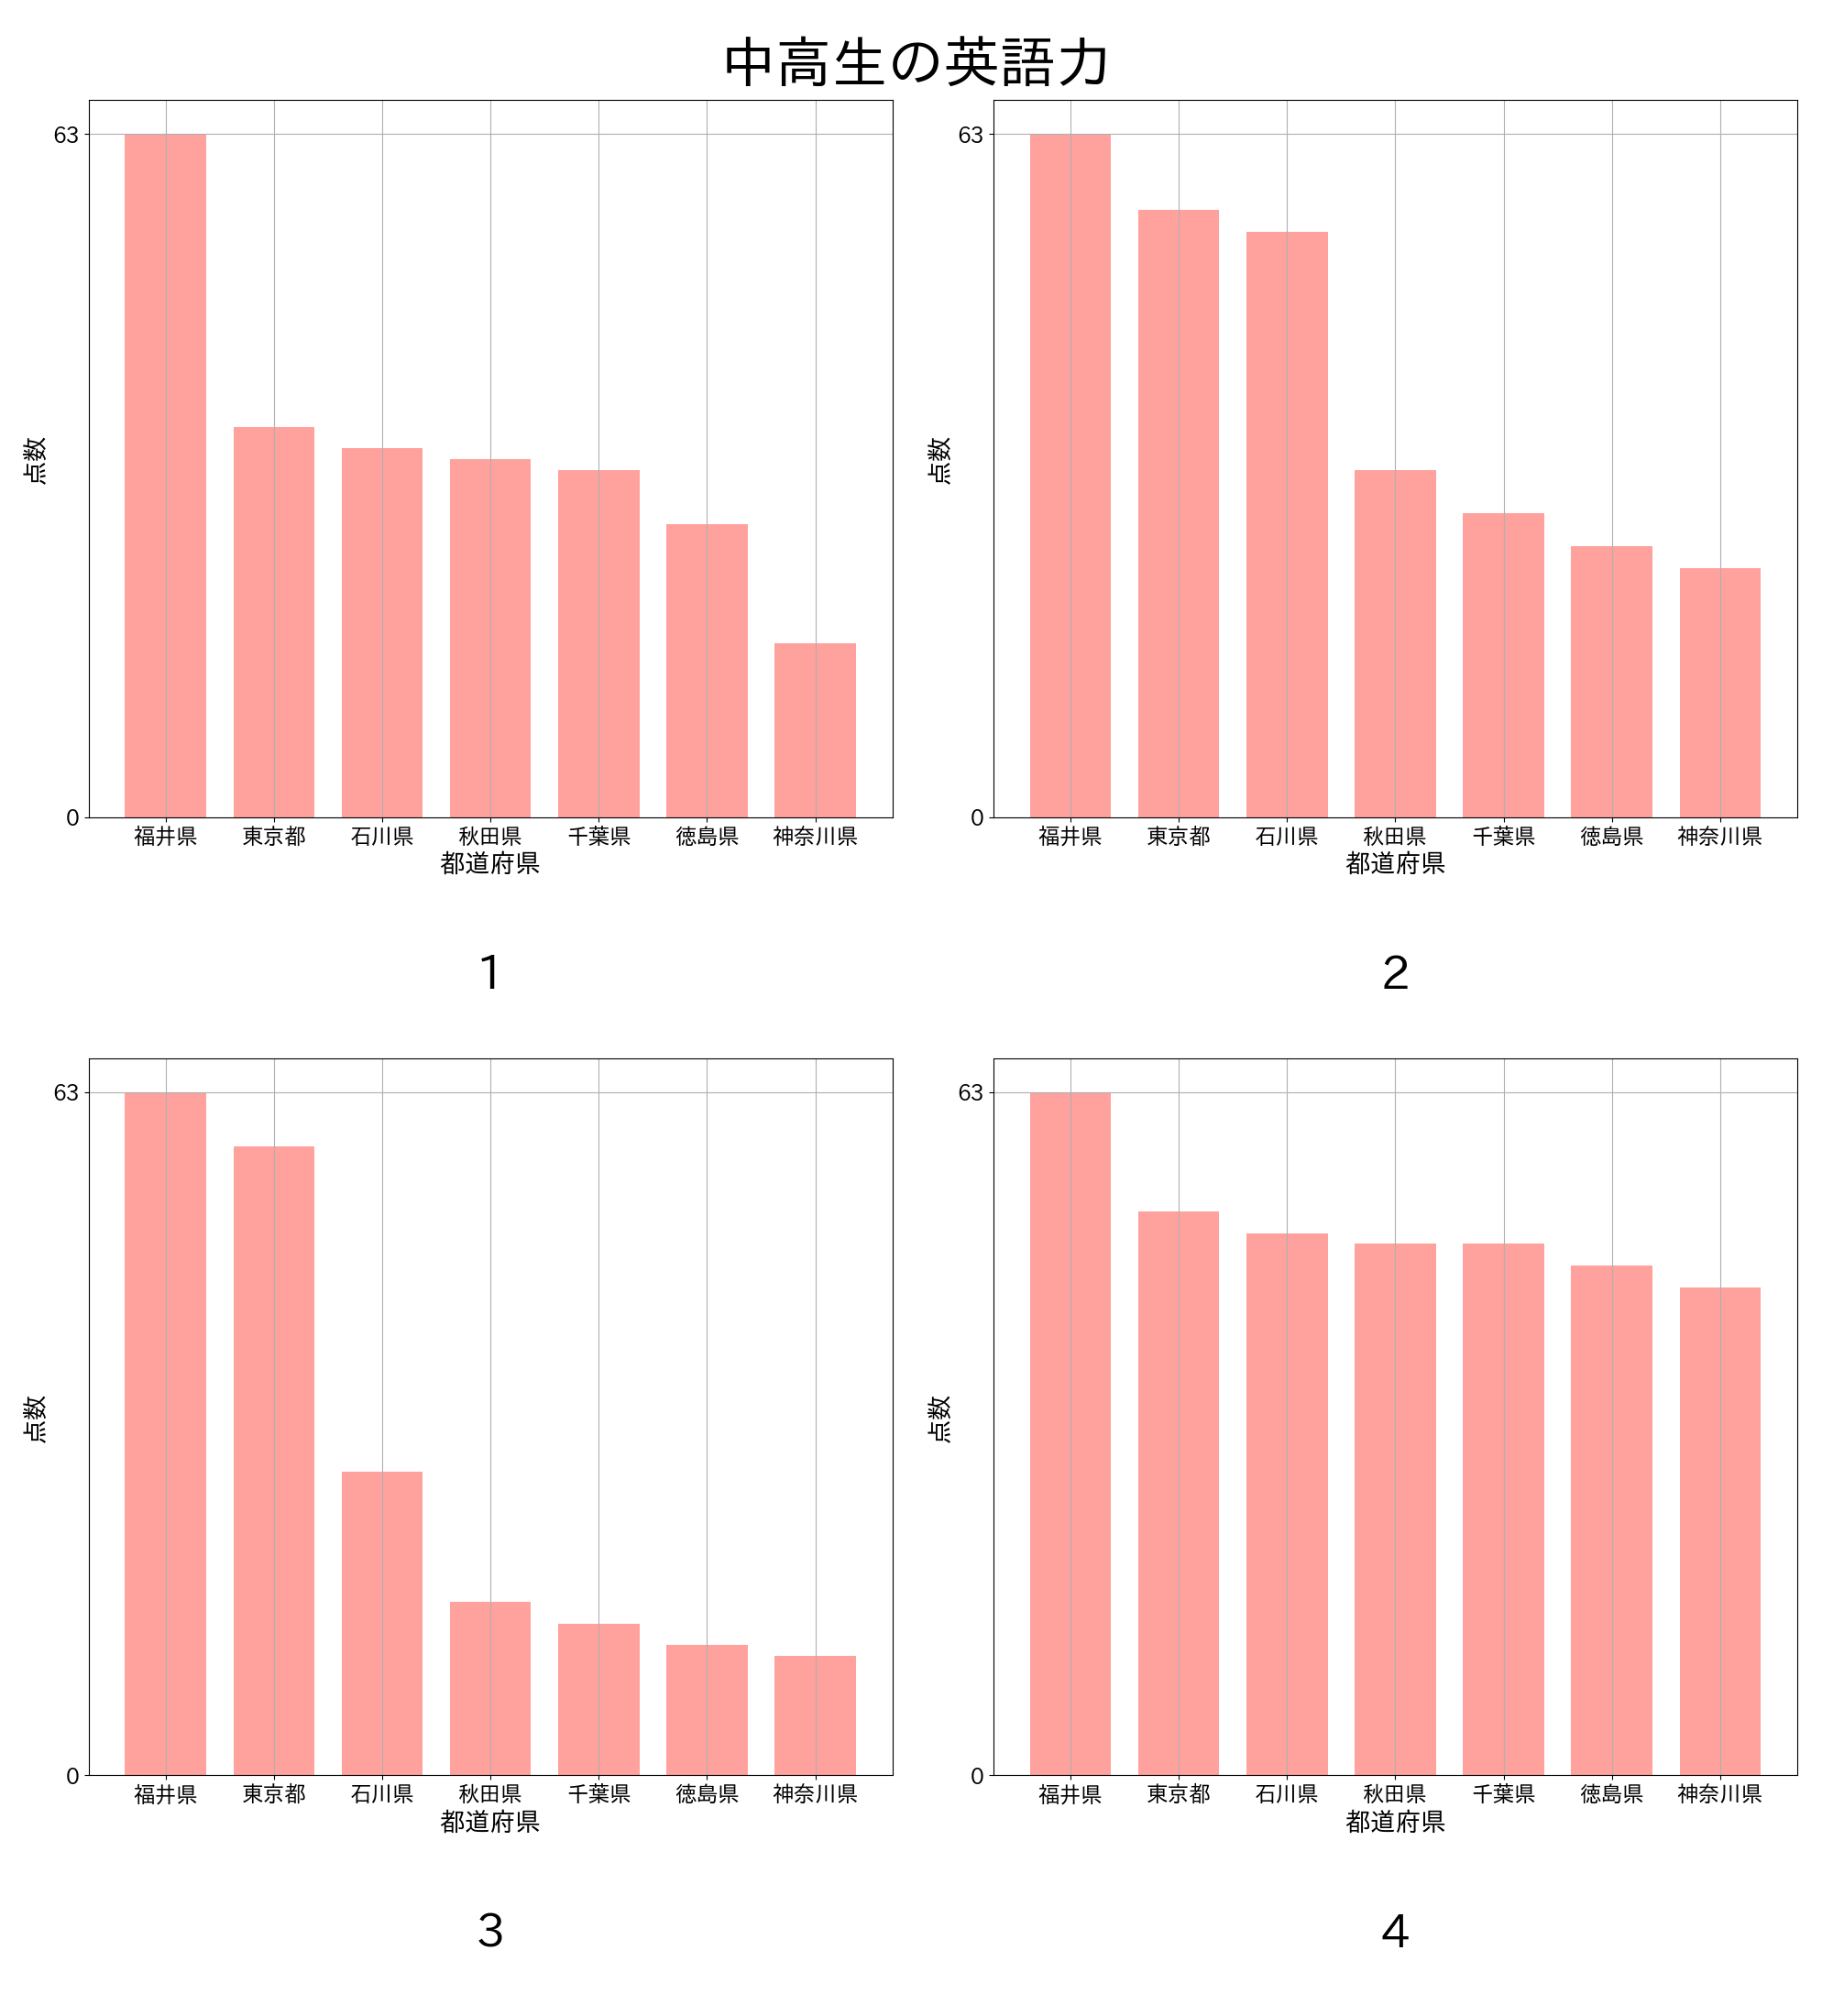 中高生の英語力
63
0
点数
福井県 東京都 石川県 秋田県 千葉県 徳島県 神奈川県
都道府県
1
63
0
点数
福井県 東京都 石川県 秋田県 千葉県 徳島県 神奈川県
都道府県
2
63
0
点数
福井県 東京都 石川県 秋田県 千葉県 徳島県 神奈川県
都道府県
3
63
0
点数
福井県 東京都 石川県 秋田県 千葉県 徳島県 神奈川県
都道府県
4